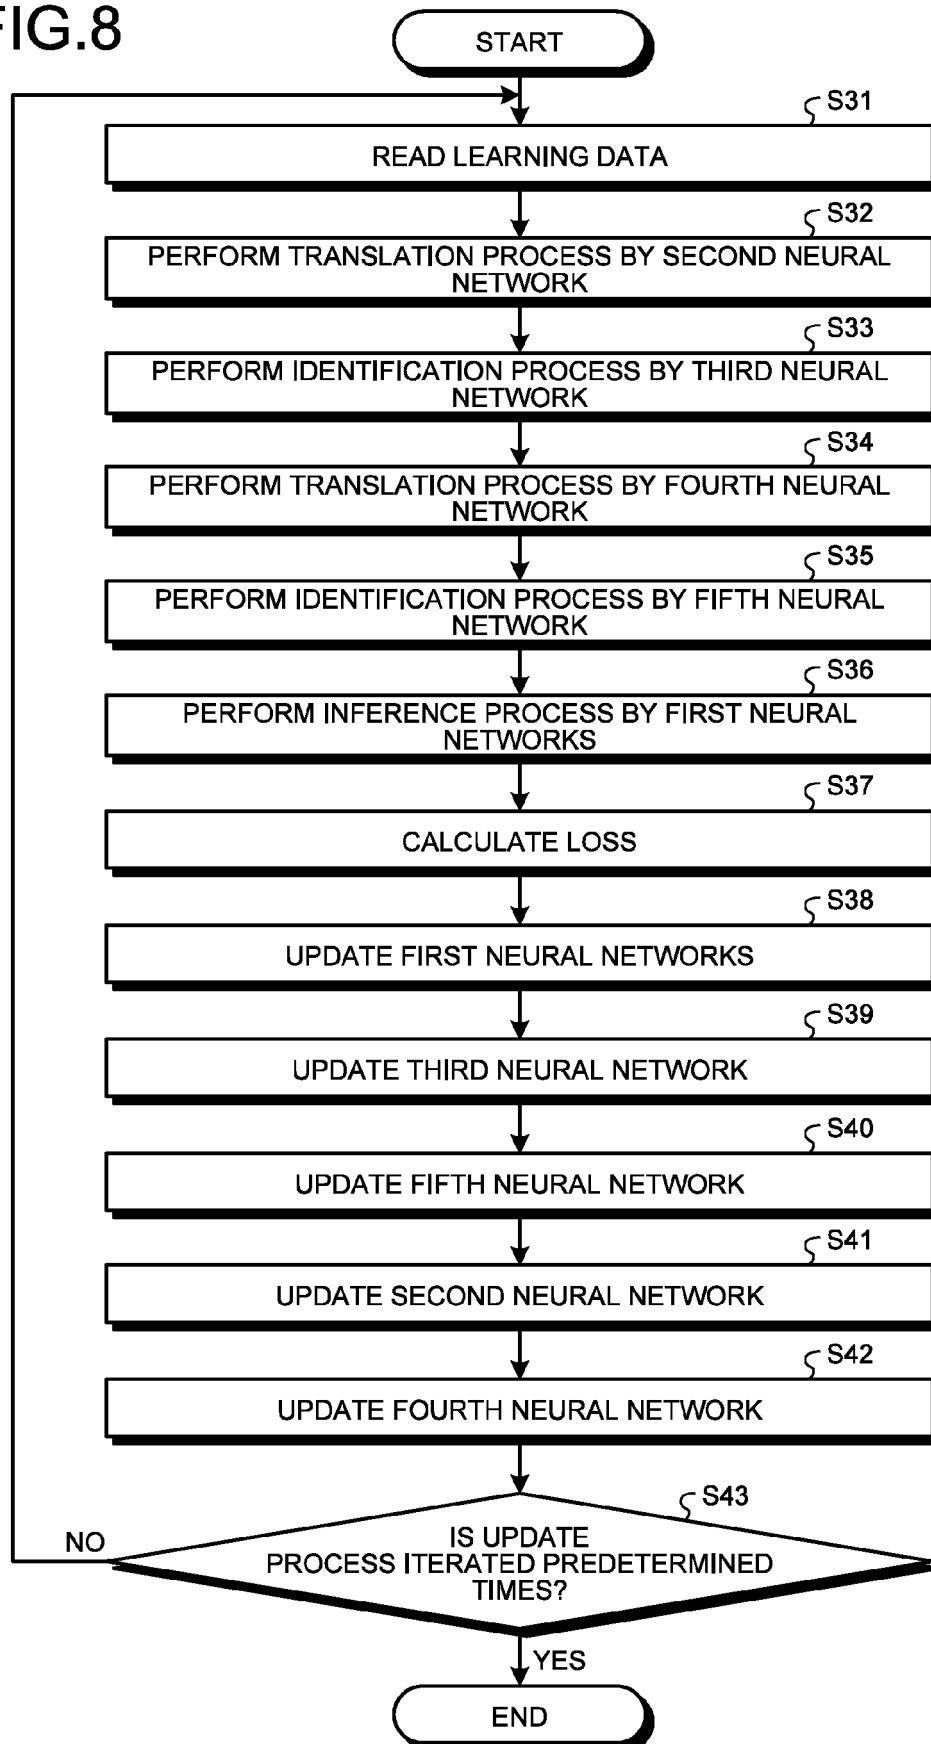 FIG.8
START
S31
READ LEARNING DATA
S32
PERFORM TRANSLATION PROCESS BY SECOND NEURAL
NETWORK
S33
PERFORM IDENTIFICATION PROCESS BY THIRD NEURAL
NETWORK
S34
PERFORM TRANSLATION PROCESS BY FOURTH NEURAL
NETWORK
S35
PERFORM IDENTIFICATION PROCESS BY FIFTH NEURAL
NETWORK
S36
PERFORM INFERENCE PROCESS BY FIRST NEURAL
NETWORKS
S37
CALCULATE LOSS
S38
UPDATE FIRST NEURAL NETWORKS
S39
UPDATE THIRD NEURAL NETWORK
S40
UPDATE FIFTH NEURAL NETWORK
S41
UPDATE SECOND NEURAL NETWORK
S42
UPDATE FOURTH NEURAL NETWORK
S43
NO
IS UPDATE
PROCESS ITERATED PREDETERMINED
TIMES?
YES
END